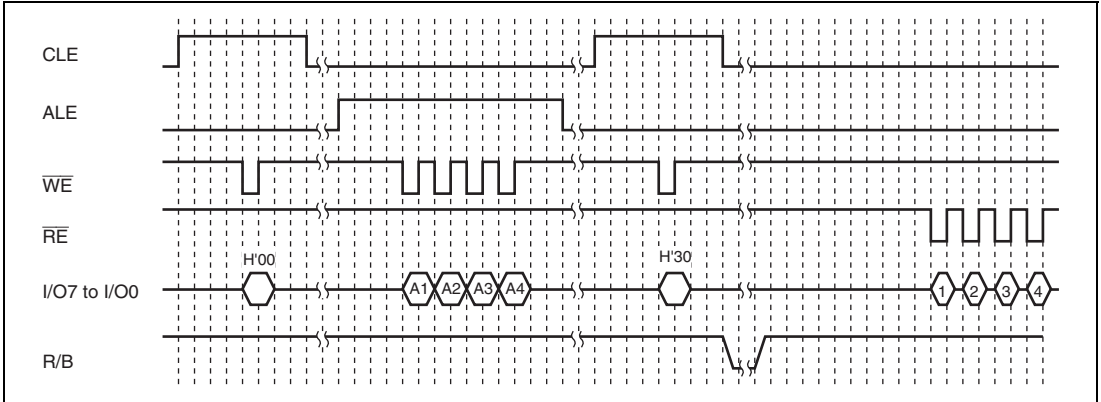 CLE
ALE
WE
RE
H'00 H'30
I/O7 to I/O0 A1 A2 A3 A4 1 2 3 4
R/B